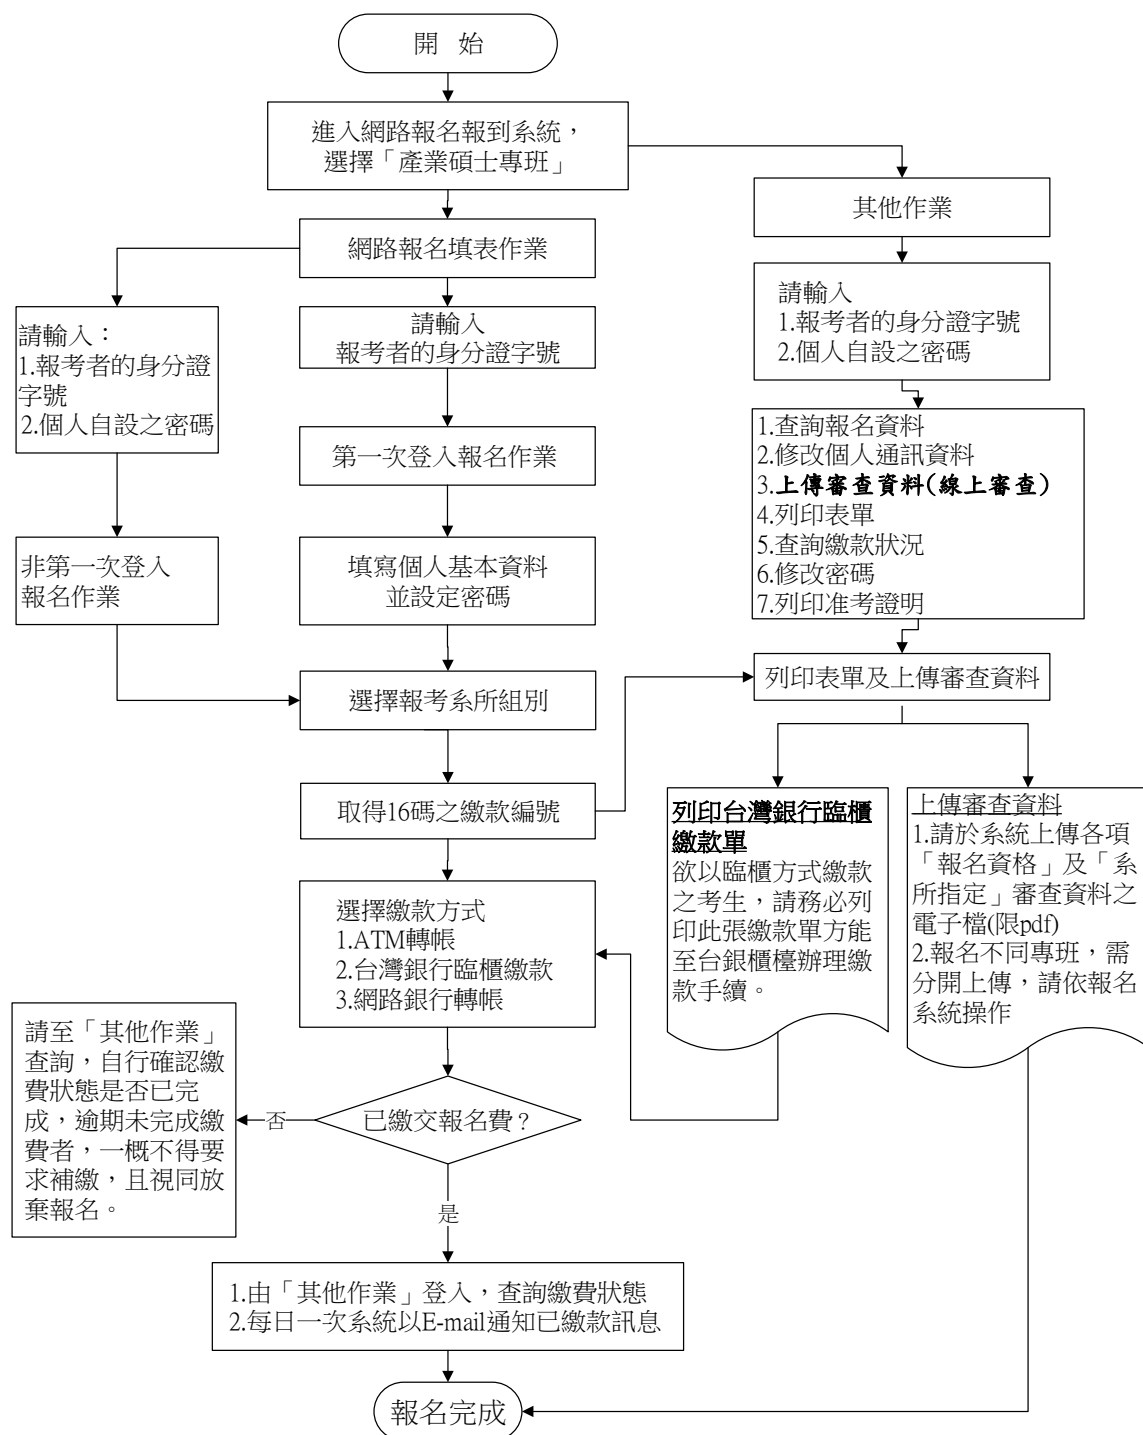 開 始
進入網路報名報到系統，
選擇「產業碩士專班」
其他作業
網路報名填表作業
請輸入
1.報考者的身分證字號
2.個人自設之密碼
請輸入：
1.報考者的身分證
字號
2.個人自設之密碼
請輸入
報考者的身分證字號
1.查詢報名資料
2.修改個人通訊資料
3.上傳審查資料(線上審查)
4.列印表單
5.查詢繳款狀況
6.修改密碼
7.列印准考證明
第一次登入報名作業
非第一次登入
報名作業
填寫個人基本資料
並設定密碼
選擇報考系所組別
列印表單及上傳審查資料
取得16碼之繳款編號
列印台灣銀行臨櫃
繳款單
欲以臨櫃方式繳款
之考生，請務必列
印此張繳款單方能
至台銀櫃檯辦理繳
款手續。
上傳審查資料
1.請於系統上傳各項
「報名資格」及「系
所指定」審查資料之
電子檔(限pdf)
2.報名不同專班，需
分開上傳，請依報名
系統操作
選擇繳款方式
1.ATM轉帳
2.台灣銀行臨櫃繳款
3.網路銀行轉帳
請至「其他作業」
查詢，自行確認繳
費狀態是否已完
成，逾期未完成繳
費者，一概不得要
求補繳，且視同放
棄報名。
否
已繳交報名費？
是
1.由「其他作業」登入，查詢繳費狀態
2.每日一次系統以E-mail通知已繳款訊息
報名完成